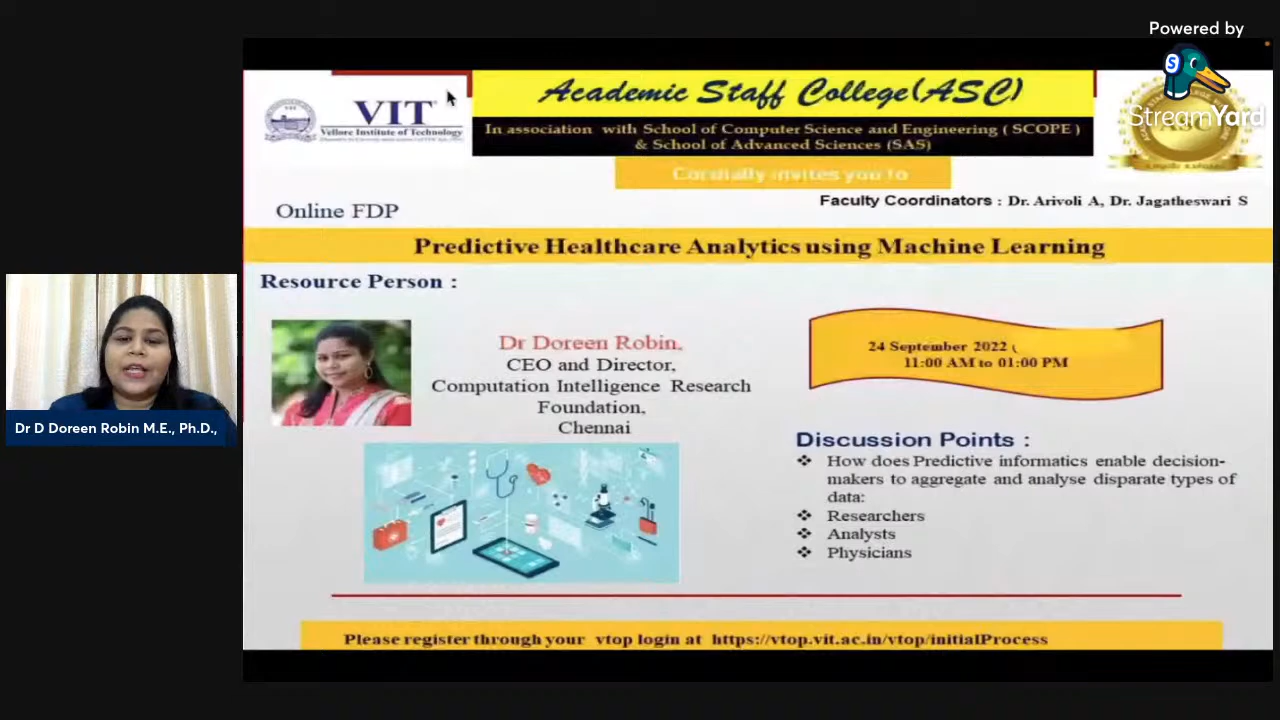 Powered by
StreamYard
VIT
Vellore Institute of Technology
Academic Staff College(ASC)
In association with School of Computer Science and Engineering ( SCOPE )
& School of Advanced Sciences (SAS)
ASC
Cordially invites you to
Online FDP
Faculty Coordinators : Dr. Arivoli A, Dr. Jagatheswari S
Predictive Healthcare Analytics using Machine Learning
Resource Person :
Dr Doreen Robin,
CEO and Director,
Computation Intelligence Research
Foundation,
Chennai
24 September 2022 (
11:00 AM to 01:00 PM
Dr D Doreen Robin M.E., Ph.D.,
Discussion Points :
❖ How does Predictive informatics enable decision-
makers to aggregate and analyse disparate types of
data:
❖ Researchers
❖ Analysts
❖ Physicians
Please register through your vtop login at https://vtop.vit.ac.in/vtop/initialProcess